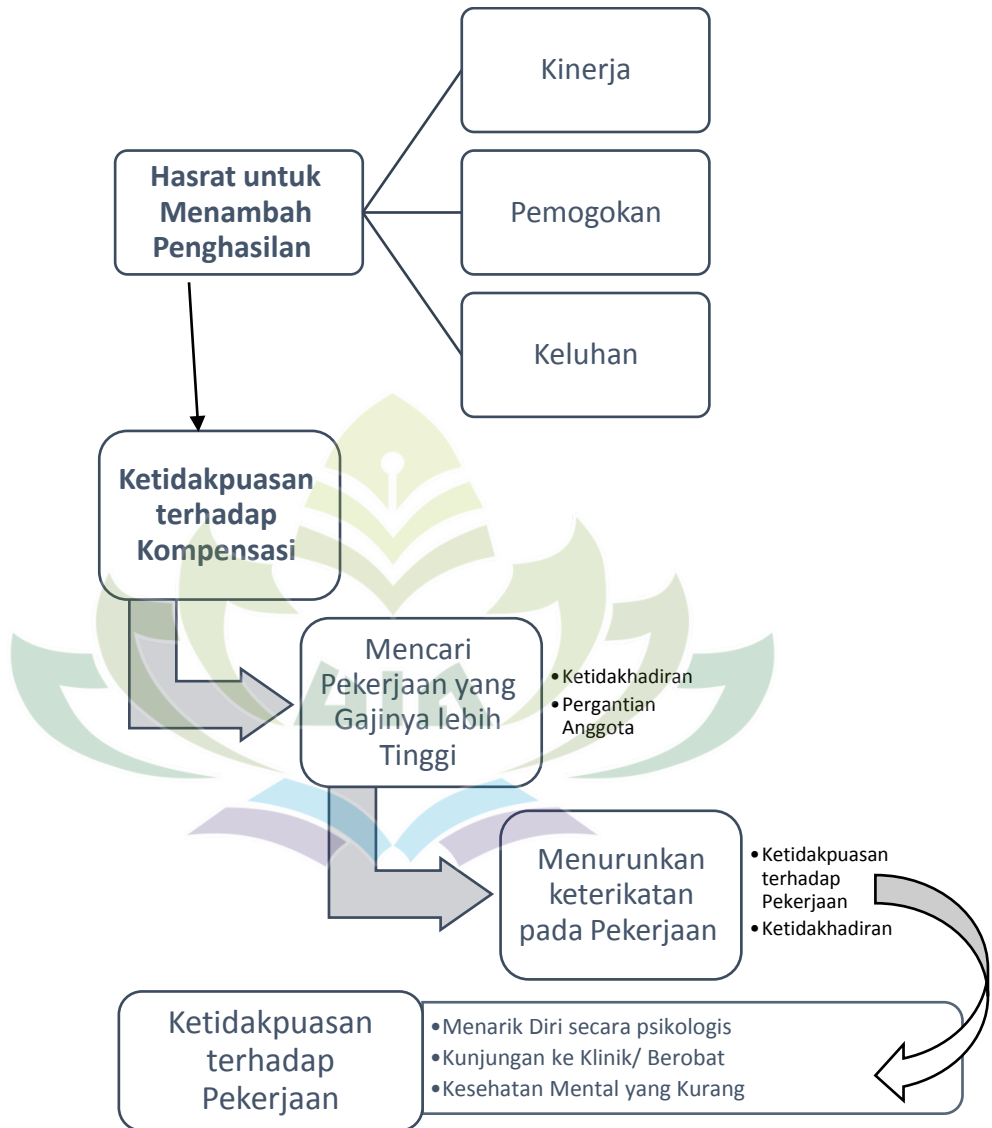 Kinerja
Hasrat untuk
Menambah
Penghasilan
Pemogokan
Keluhan
Ketidakpuasan
terhadap
Kompensasi
Mencari
Pekerjaan yang
Gajinya lebih
Tinggi
•Ketidakhadiran
•Pergantian
Anggota
Menurunkan
keterikatan
pada Pekerjaan
•Ketidakpuasan
terhadap
Pekerjaan
•Ketidakhadiran
Ketidakpuasan
terhadap
Pekerjaan
•Menarik Diri secara psikologis
•Kunjungan ke Klinik/ Berobat
•Kesehatan Mental yang Kurang